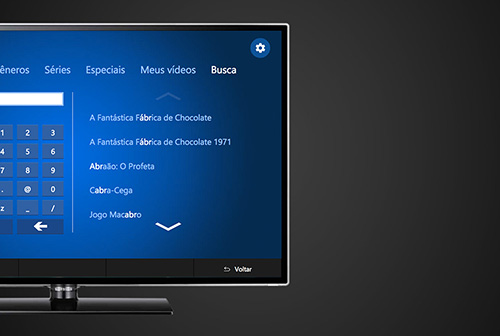 êneros Séries Especiais Meus vídeos Busca
A Fantástica Fábrica de Chocolate
1 2 3
A Fantástica Fábrica de Chocolate 1971
4 5 6
Abraão: O Profeta
7 8 9
. @ 0
Cabra-Cega
z _ /
Jogo Macabro
Voltar